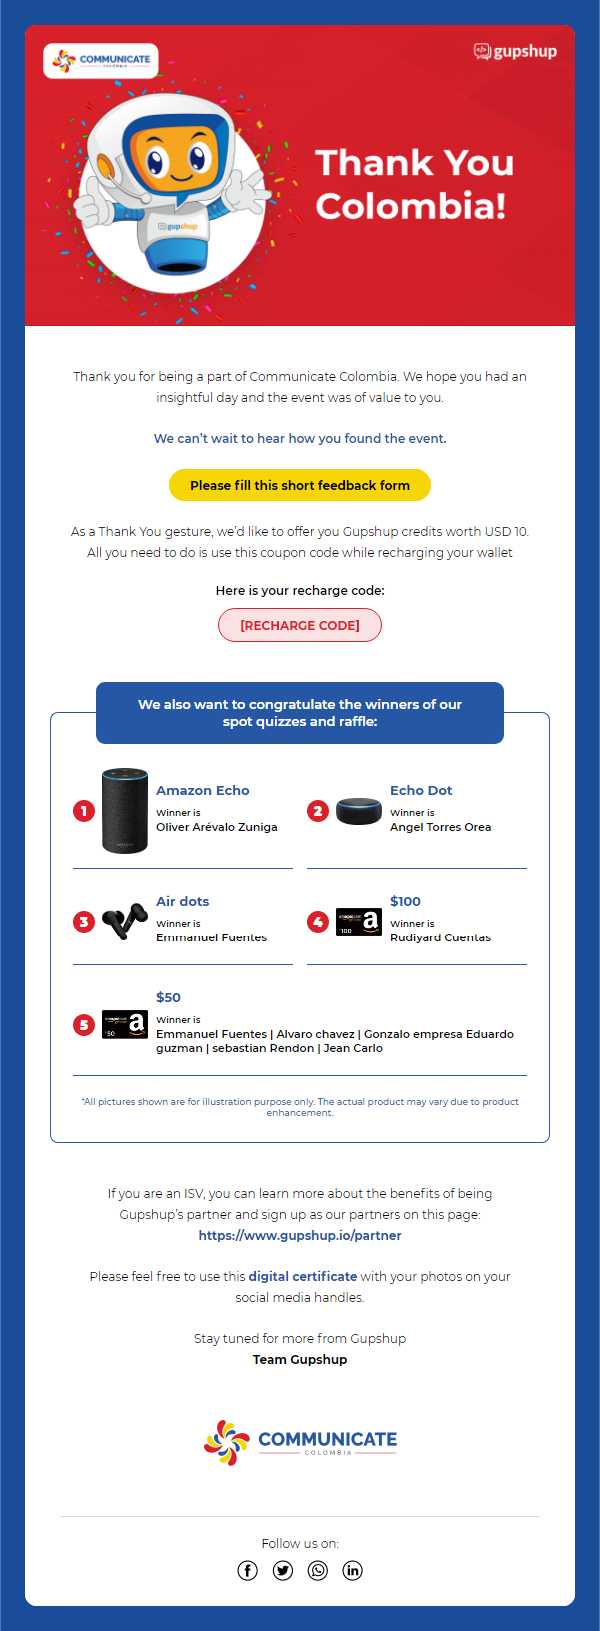 COMMUNICATE
COLOMBIA
gupshup
Thank You
Colombia!
gupshup
Thank you for being a part of Communicate Colombia. We hope you had an
insightful day and the event was of value to you.
We can’t wait to hear how you found the event.
Please fill this short feedback form
As a Thank You gesture, we’d like to offer you Gupshup credits worth USD 10.
All you need to do is use this coupon code while recharging your wallet
Here is your recharge code:
[RECHARGE CODE]
We also want to congratulate the winners of our
spot quizzes and raffle:
1
Amazon Echo
Winner is
Oliver Arévalo Zuniga
2
Echo Dot
Winner is
Angel Torres Orea
3
Air dots
Winner is
Emmanuel Fuentes
4
a
100
$100
Winner is
Rudiyard Cuentas
5
a
50
$50
Winner is
Emmanuel Fuentes | Alvaro chavez | Gonzalo empresa Eduardo
guzman | sebastian Rendon | Jean Carlo
*All pictures shown are for illustration purpose only. The actual product may vary due to product
enhancement.
If you are an ISV, you can learn more about the benefits of being
Gupshup’s partner and sign up as our partners on this page:
https://www.gupshup.io/partner
Please feel free to use this digital certificate with your photos on your
social media handles.
Stay tuned for more from Gupshup
Team Gupshup
COMMUNICATE
COLOMBIA
Follow us on: